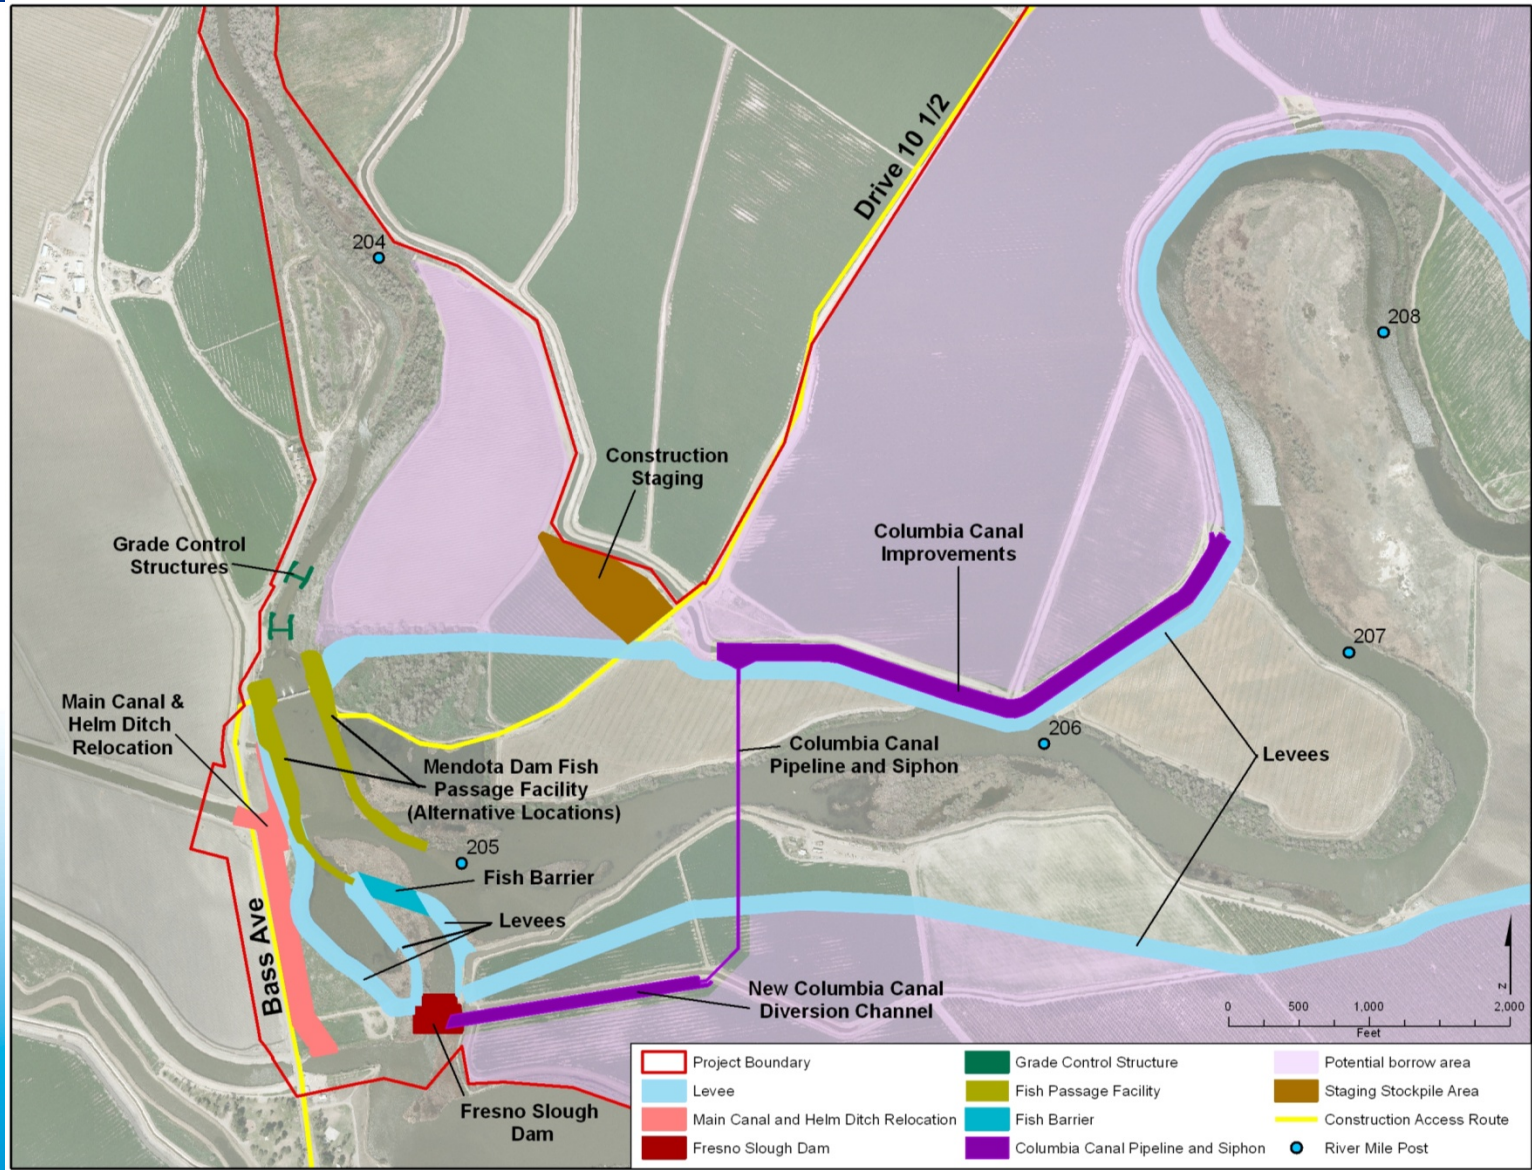 204
Drive 10 1/2
208
Construction
Staging
Columbia Canal
Improvements
Grade Control
Structures
207
Main Canal &
Helm Ditch
Relocation
206
Columbia Canal
Pipeline and Siphon
Levees
Mendota Dam Fish
Passage Facility
(Alternative Locations)
205
Fish Barrier
Levees
Bass Ave
New Columbia Canal
Diversion Channel
Z
0 500 1,000 2,000
Feet
Fresno Slough
Dam
Project Boundary
Levee
Main Canal and Helm Ditch Relocation
Fresno Slough Dam
Grade Control Structure
Fish Passage Facility
Fish Barrier
Columbia Canal Pipeline and Siphon
Potential borrow area
Staging Stockpile Area
Construction Access Route
River Mile Post